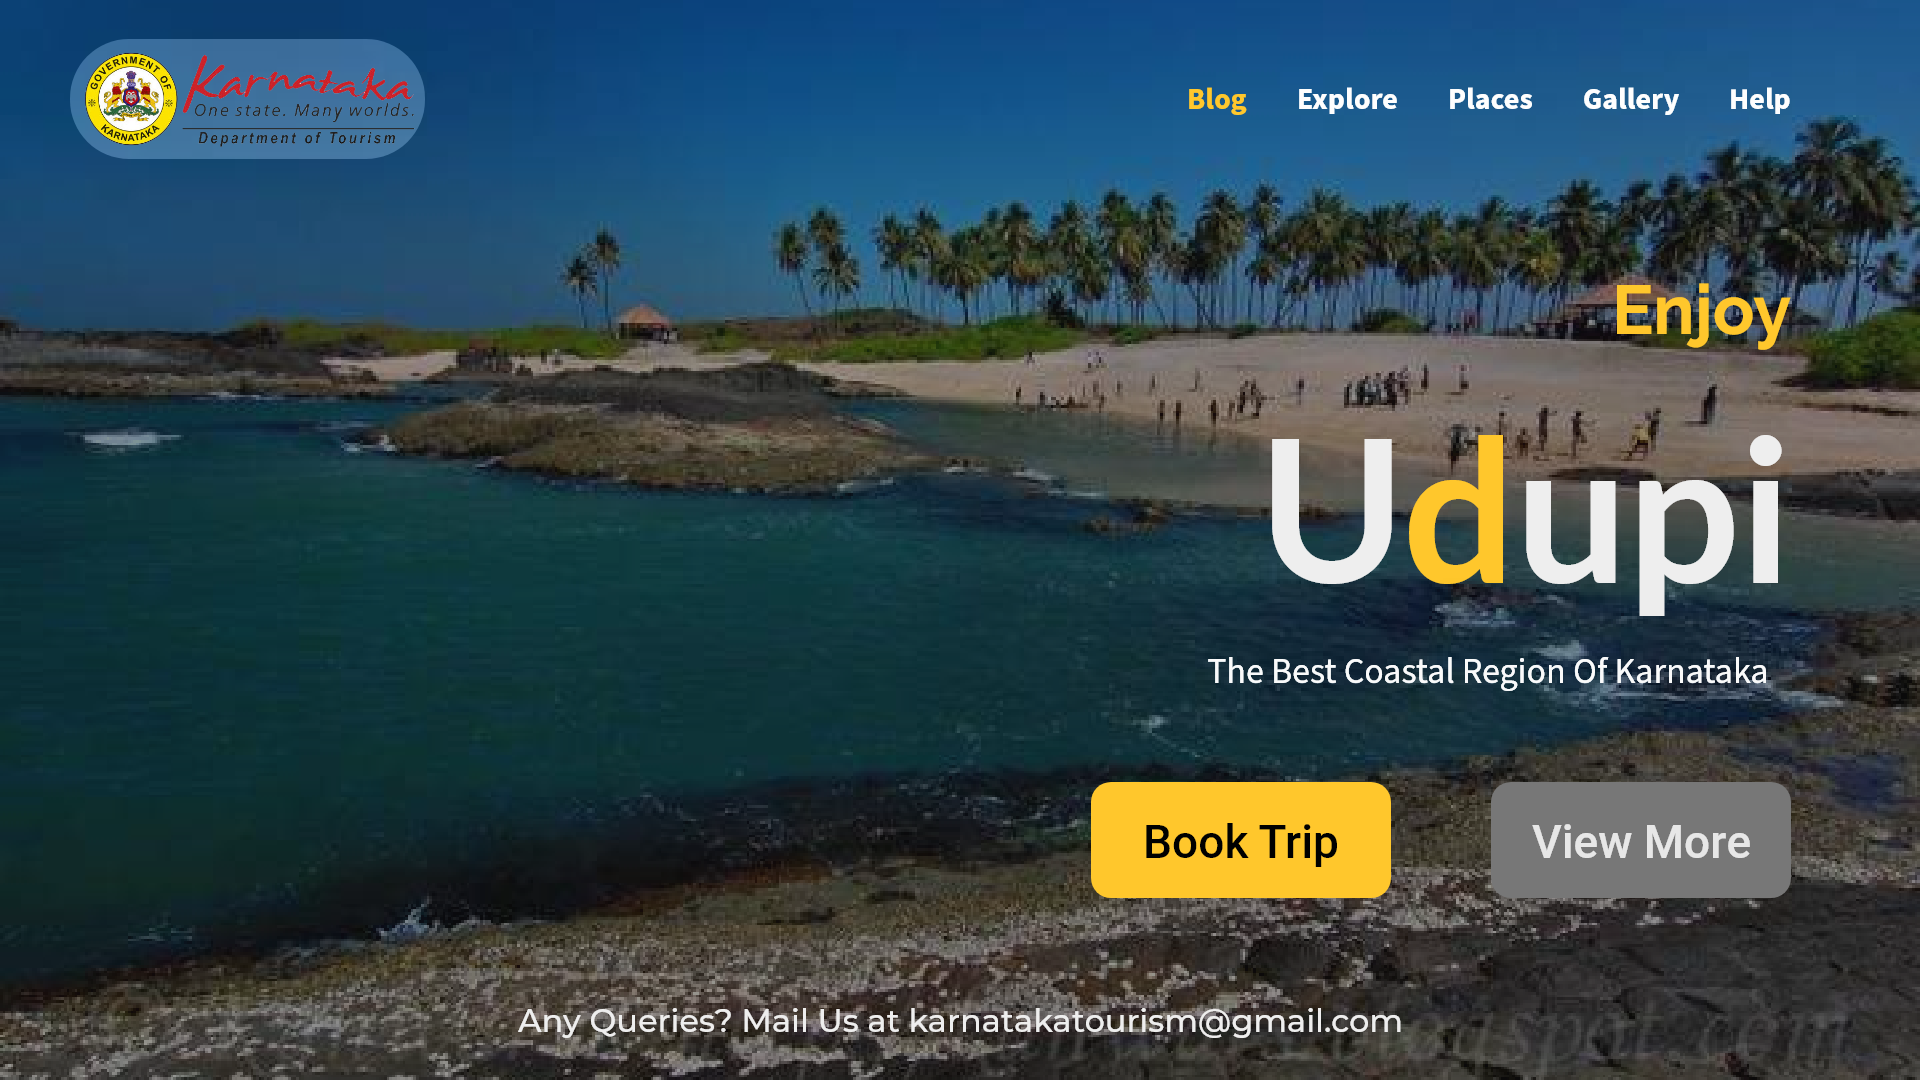 GOVERNMENT OF
KARNATAKA
Karnataka
One state. Many worlds.
Department of Tourism
Blog Explore Places Gallery Help
Enjoy
Udupi
The Best Coastal Region Of Karnataka
Book Trip View More
Any Queries? Mail Us at karnatakatourism@gmail.com